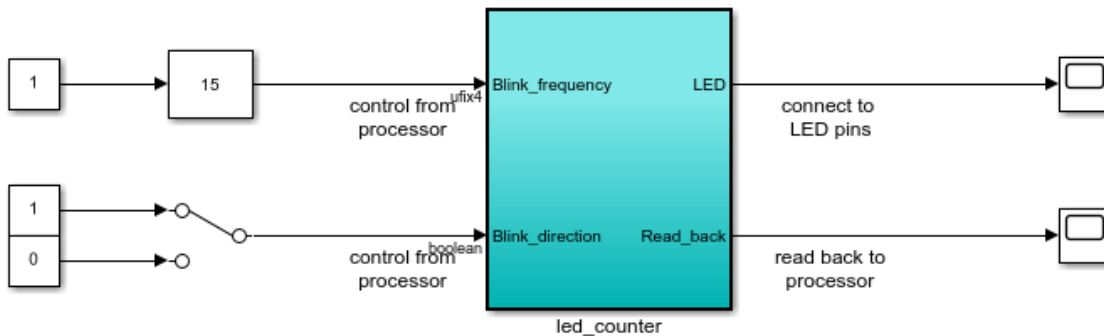 1
15
Blink_frequency
ufix4
control from
processor
LED
connect to
LED pins
1
0
Blink_direction
boolean
control from
processor
Read_back
read back to
processor
led_counter